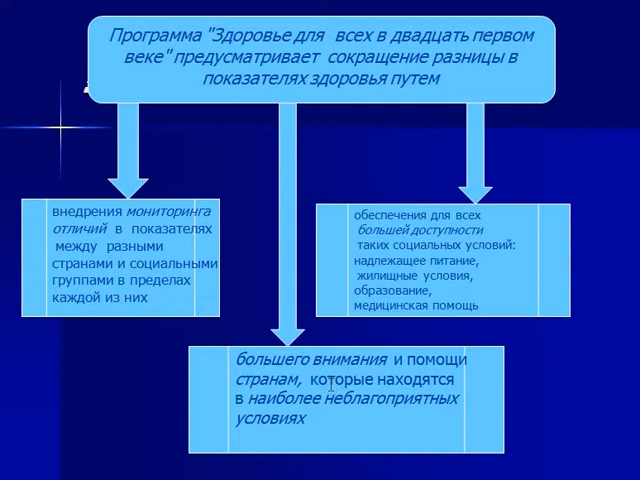 Программа "Здоровье для всех в двадцать первом
веке" предусматривает сокращение разницы в
показателях здоровья путем
внедрения мониторинга
отличий в показателях
между разными
странами и социальными
группами в пределах
каждой из них
обеспечения для всех
большей доступности
таких социальных условий:
надлежащее питание,
жилищные условия,
образование,
медицинская помощь
большего внимания и помощи
странам, которые находятся
в наиболее неблагоприятных
условиях